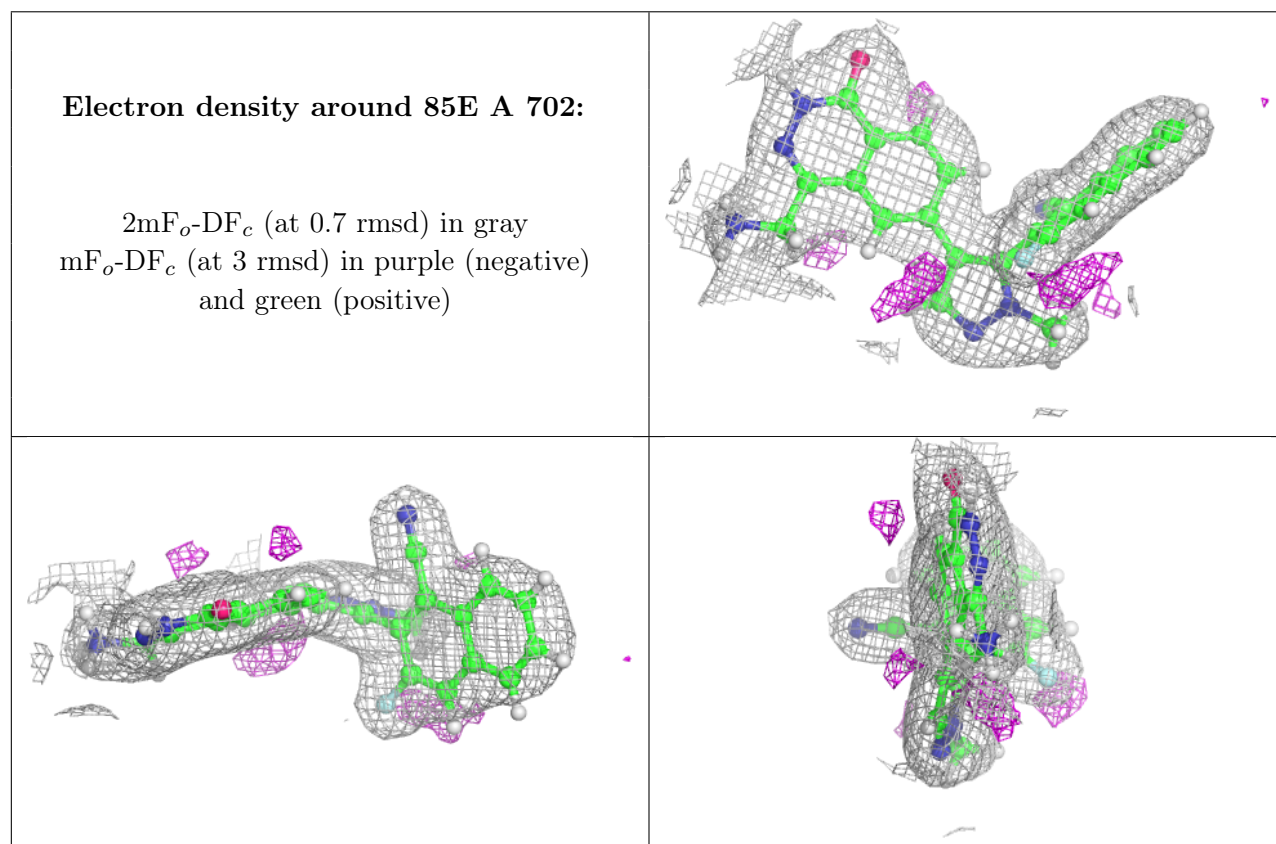 Electron density around 85E A 702:
2mFo-DFc (at 0.7 rmsd) in gray
mFo-DFc (at 3 rmsd) in purple (negative)
and green (positive)